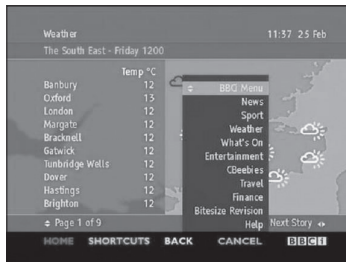 Weather 11:37 25 Feb
The South East - Friday 1200
Temp °C
Banbury 12
Oxford 13
London 12
Margate 12
Bracknell 12
Gatwick 12
Tunbridge Wells 12
Dover 12
Hastings 12
Brighton 12
BBCi Menu
News
Sport
Weather
What's On
Entertainment
CBeebies
Travel
Finance
Bitesize Revision
Help
Page 1 of 9 Next Story
HOME SHORTCUTS BACK CANCEL BBCi